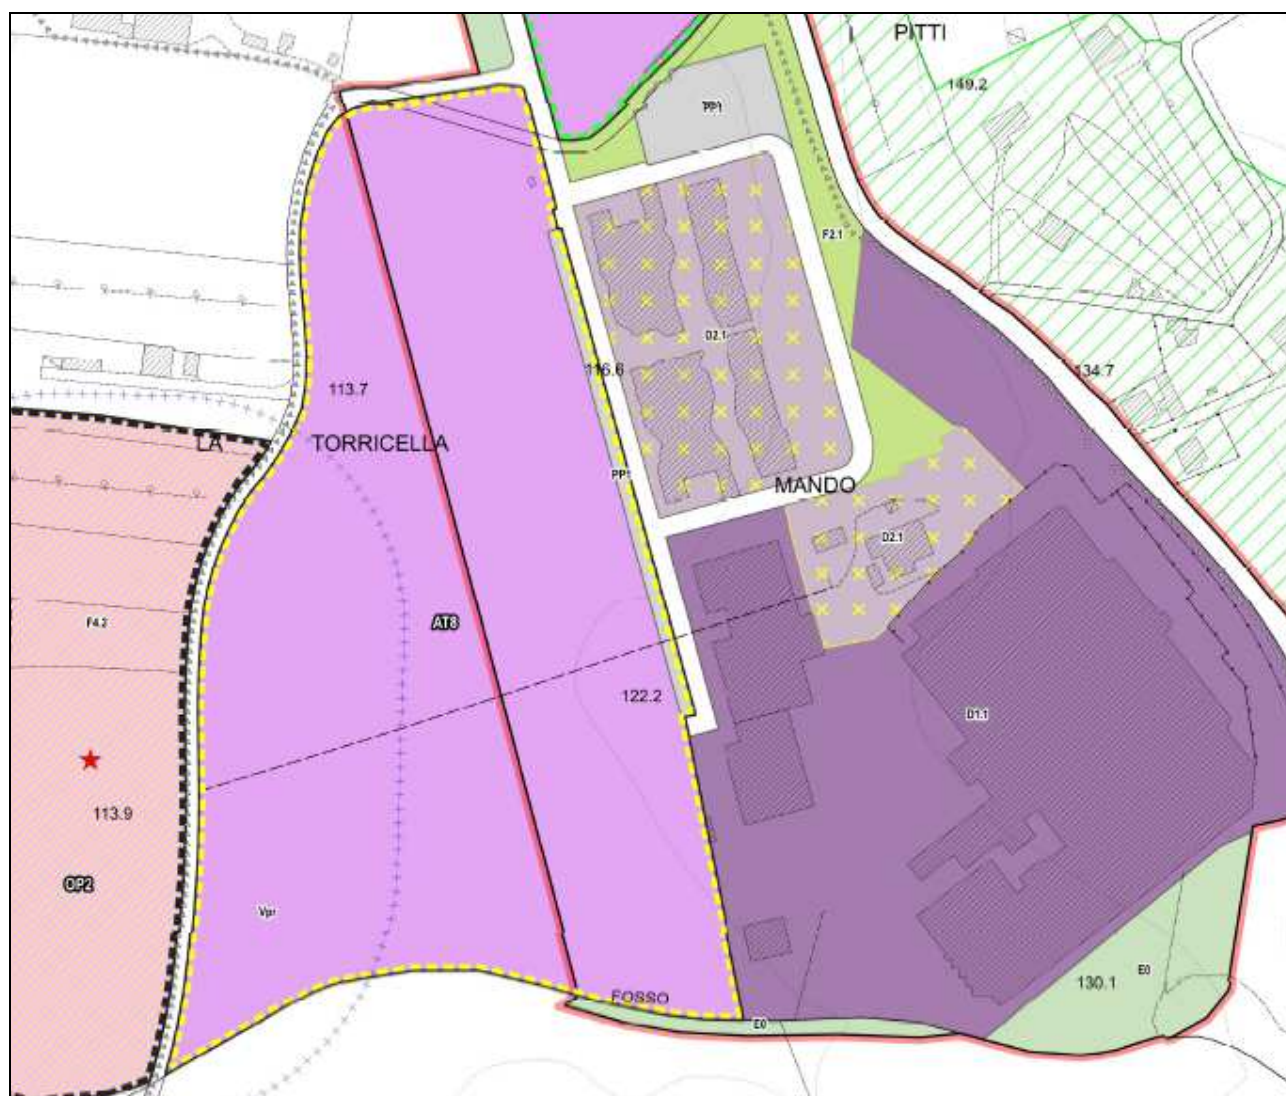 PITTI
149.2
PP1
F2.1
D2.1
116.6
134.7
113.7
LA TORRICELLA
PP1
MANDO
D2.1
F4.2
AT8
122.2
D1.1
113.9
OP2
Vpr
130.1
E0
FOSSO
E0